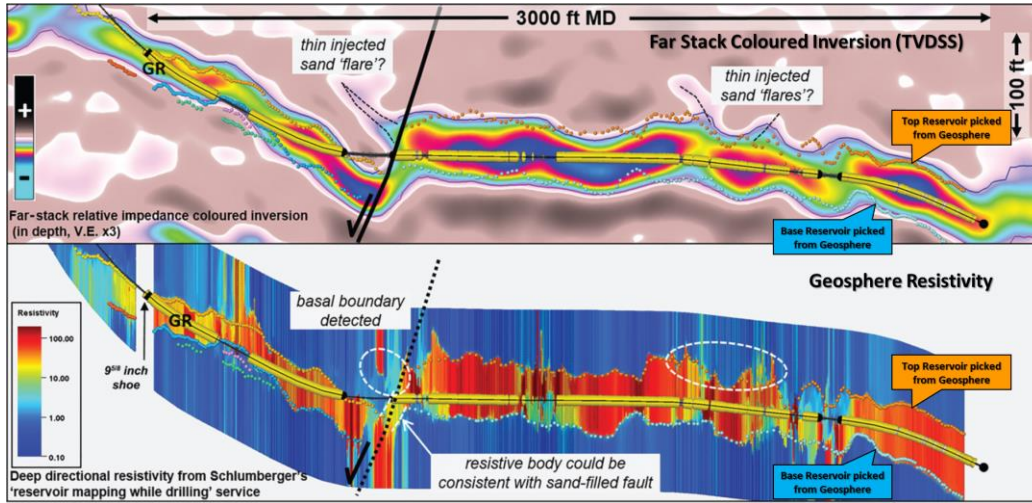 3000 ft MD
Far Stack Coloured Inversion (TVDSS)
100 ft
thin injected
sand 'flare'?
thin injected
sand 'flares'?
GR
+
-
Top Reservoir picked
from Geosphere
Base Reservoir picked
from Geosphere
Far-stack relative impedance coloured inversion
(in depth, V.E. x3)
Geosphere Resistivity
basal boundary
detected
Resistivity
100.00
10.00
1.00
0.10
GR
9 5/8 inch
shoe
Top Reservoir picked
from Geosphere
Base Reservoir picked
from Geosphere
resistive body could be
consistent with sand-filled fault
Deep directional resistivity from Schlumberger's
'reservoir mapping while drilling' service